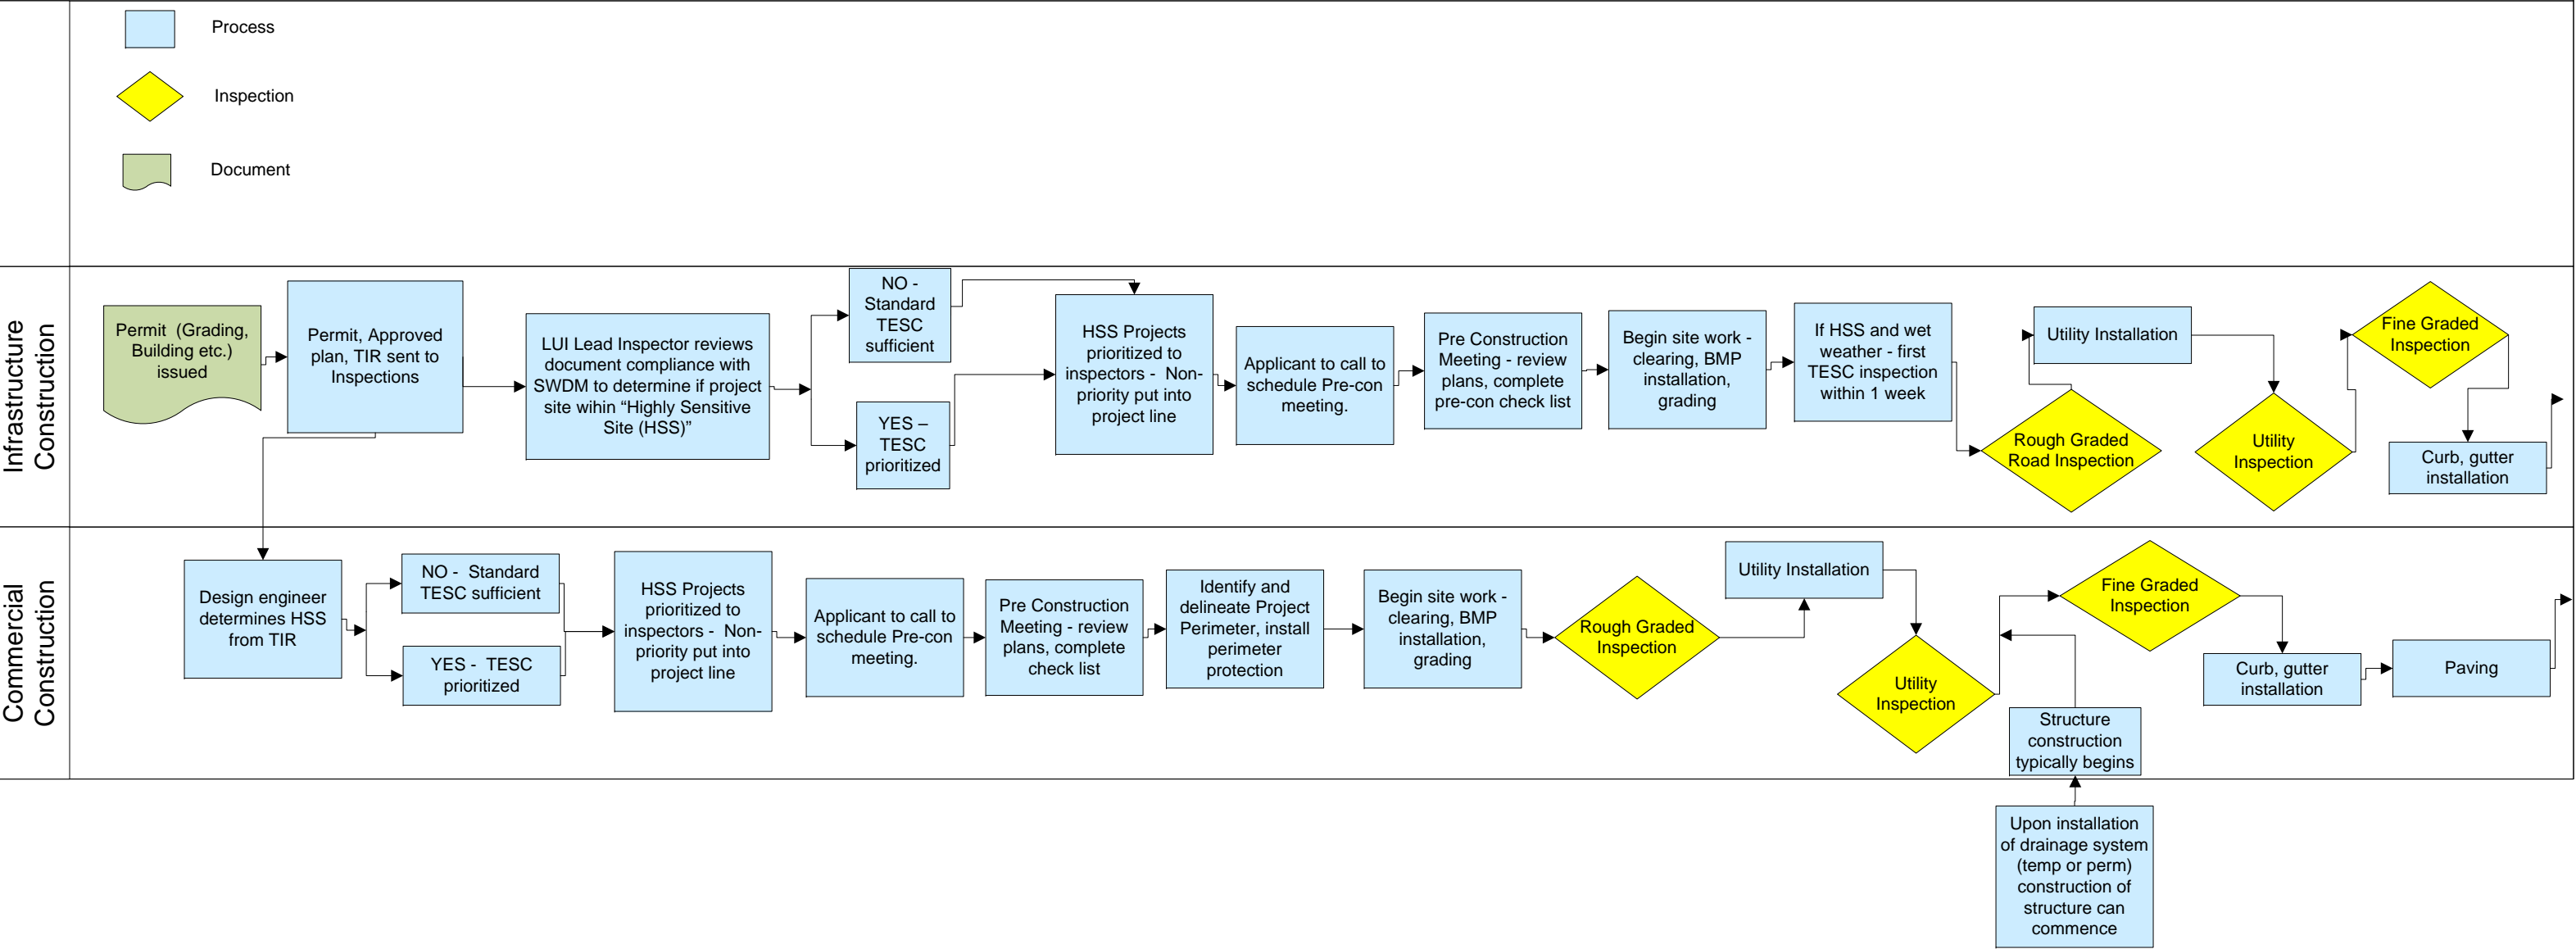 Process
Inspection
Document
Infrastructure
Construction
Permit (Grading,
Building etc.)
issued
Permit, Approved
plan, TIR sent to
Inspections
LUI Lead Inspector reviews
document compliance with
SWDM to determine if project
site wihin “Highly Sensitive
Site (HSS)”
NO -
Standard
TESC
sufficient
YES –
TESC
prioritized
HSS Projects
prioritized to
inspectors - Non-
priority put into
project line
Applicant to call to
schedule Pre-con
meeting.
Pre Construction
Meeting - review
plans, complete
pre-con check list
Begin site work -
clearing, BMP
installation,
grading
If HSS and wet
weather - first
TESC inspection
within 1 week
Rough Graded
Road Inspection
Utility Installation
Utility
Inspection
Fine Graded
Inspection
Curb, gutter
installation
Commercial
Construction
Design engineer
determines HSS
from TIR
NO - Standard
TESC sufficient
YES - TESC
prioritized
HSS Projects
prioritized to
inspectors - Non-
priority put into
project line
Applicant to call to
schedule Pre-con
meeting.
Pre Construction
Meeting - review
plans, complete
check list
Identify and
delineate Project
Perimeter, install
perimeter
protection
Begin site work -
clearing, BMP
installation,
grading
Rough Graded
Inspection
Utility Installation
Utility
Inspection
Structure
construction
typically begins
Fine Graded
Inspection
Curb, gutter
installation
Paving
Upon installation
of drainage system
(temp or perm)
construction of
structure can
commence